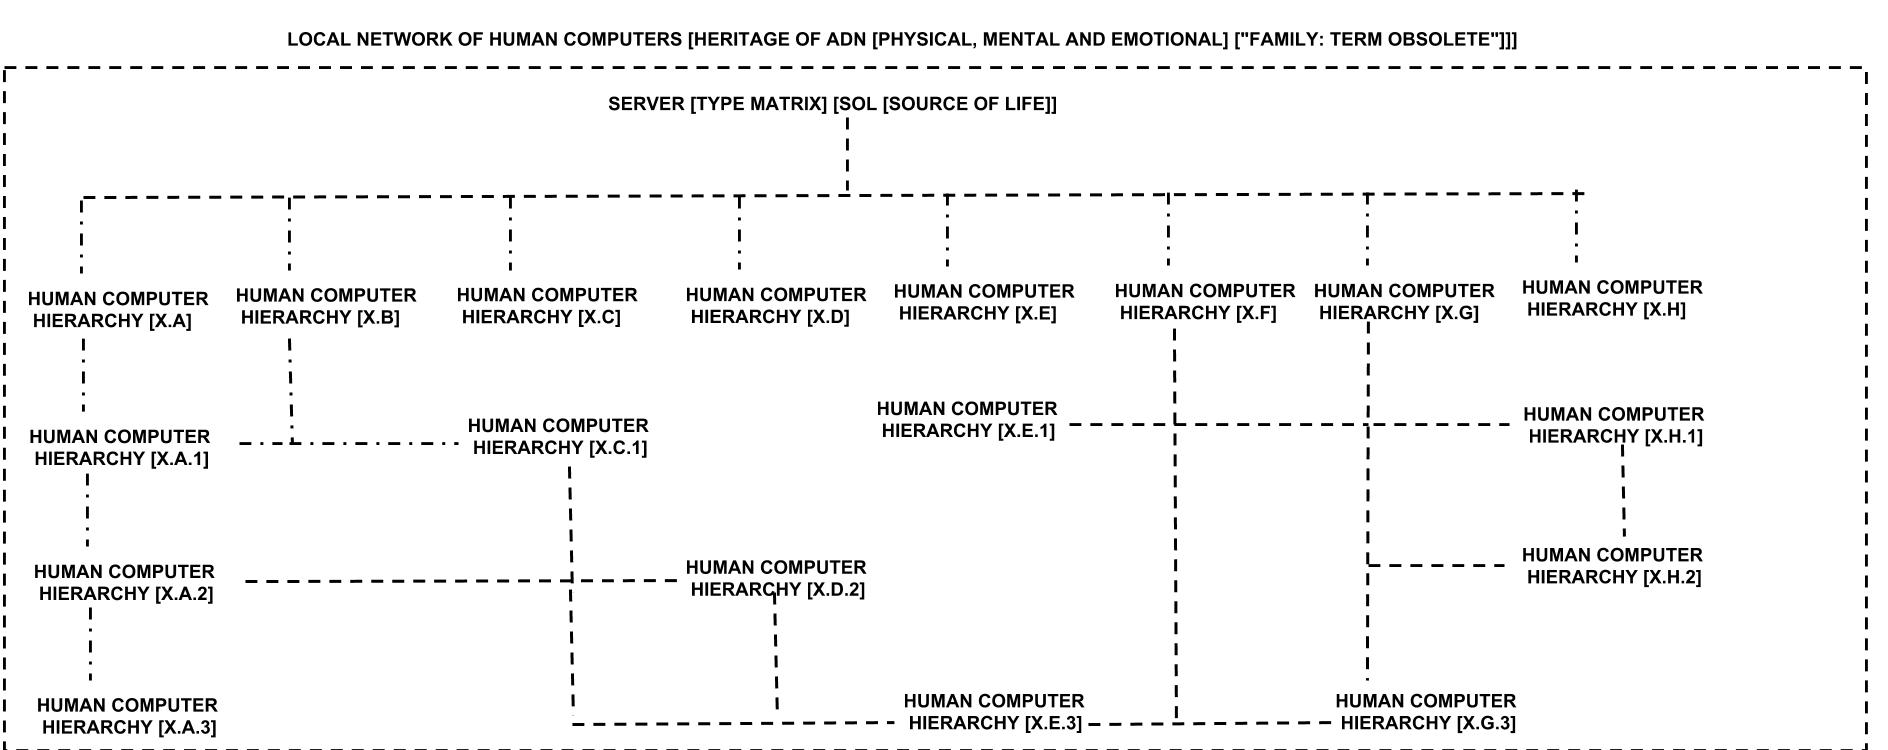 LOCAL NETWORK OF HUMAN COMPUTERS [HERITAGE OF ADN [PHYSICAL, MENTAL AND EMOTIONAL] ["FAMILY: TERM OBSOLETE"]]]
SERVER [TYPE MATRIX] [SOL [SOURCE OF LIFE]]
HUMAN COMPUTER
HIERARCHY [X.A]
HUMAN COMPUTER
HIERARCHY [X.B]
HUMAN COMPUTER
HIERARCHY [X.C]
HUMAN COMPUTER
HIERARCHY [X.D]
HUMAN COMPUTER
HIERARCHY [X.E]
HUMAN COMPUTER
HIERARCHY [X.F]
HUMAN COMPUTER
HIERARCHY [X.G]
HUMAN COMPUTER
HIERARCHY [X.H]
HUMAN COMPUTER
HIERARCHY [X.A.1]
HUMAN COMPUTER
HIERARCHY [X.C.1]
HUMAN COMPUTER
HIERARCHY [X.E.1]
HUMAN COMPUTER
HIERARCHY [X.H.1]
HUMAN COMPUTER
HIERARCHY [X.A.2]
HUMAN COMPUTER
HIERARCHY [X.D.2]
HUMAN COMPUTER
HIERARCHY [X.H.2]
HUMAN COMPUTER
HIERARCHY [X.A.3]
HUMAN COMPUTER
HIERARCHY [X.E.3]
HUMAN COMPUTER
HIERARCHY [X.G.3]